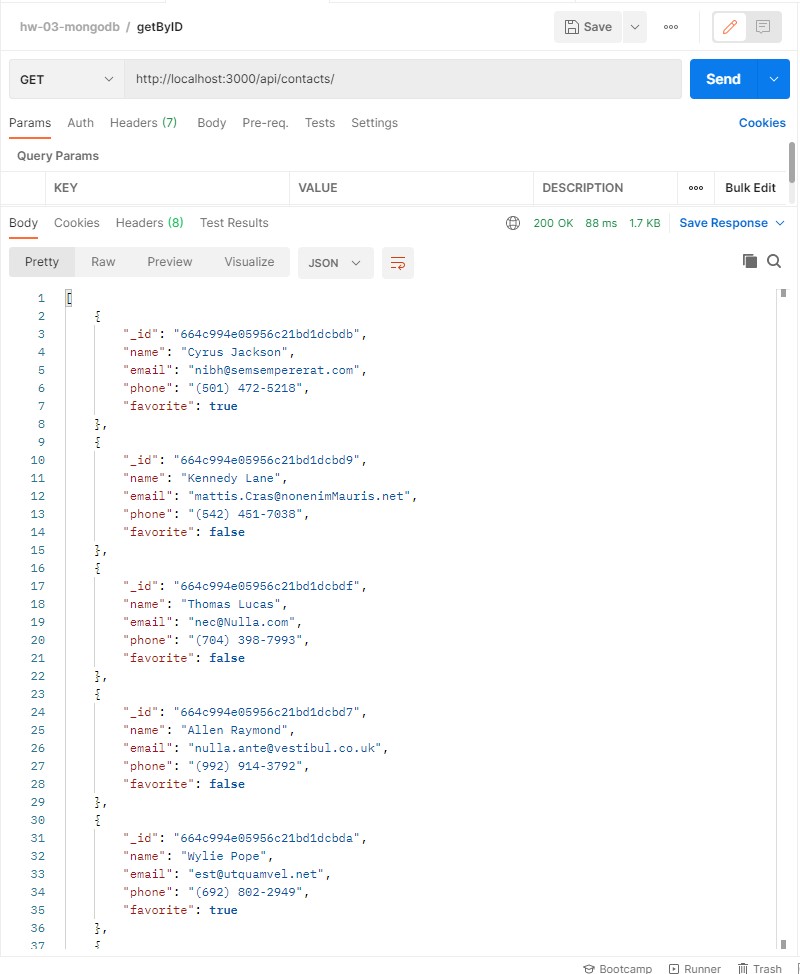 hw-03-mongodb / getByID
Save
GET http://localhost:3000/api/contacts/ Send
Params Auth Headers (7) Body Pre-req. Tests Settings Cookies
Query Params
KEY VALUE DESCRIPTION Bulk Edit
Body Cookies Headers (8) Test Results 200 OK 88 ms 1.7 KB Save Response
Pretty Raw Preview Visualize JSON
1 [
2 {
3 "_id": "664c994e05956c21bd1dcbdb",
4 "name": "Cyrus Jackson",
5 "email": "nibh@semsempererat.com",
6 "phone": "(501) 472-5218",
7 "favorite": true
8 },
9 {
10 "_id": "664c994e05956c21bd1dcbd9",
11 "name": "Kennedy Lane",
12 "email": "mattis.Cras@nonenimMauris.net",
13 "phone": "(542) 451-7038",
14 "favorite": false
15 },
16 {
17 "_id": "664c994e05956c21bd1dcbdf",
18 "name": "Thomas Lucas",
19 "email": "nec@Nulla.com",
20 "phone": "(704) 398-7993",
21 "favorite": false
22 },
23 {
24 "_id": "664c994e05956c21bd1dcbd7",
25 "name": "Allen Raymond",
26 "email": "nulla.ante@vestibul.co.uk",
27 "phone": "(992) 914-3792",
28 "favorite": false
29 },
30 {
31 "_id": "664c994e05956c21bd1dcbda",
32 "name": "Wylie Pope",
33 "email": "est@utquamvel.net",
34 "phone": "(692) 802-2949",
35 "favorite": true
36 },
37 {
Bootcamp Runner Trash